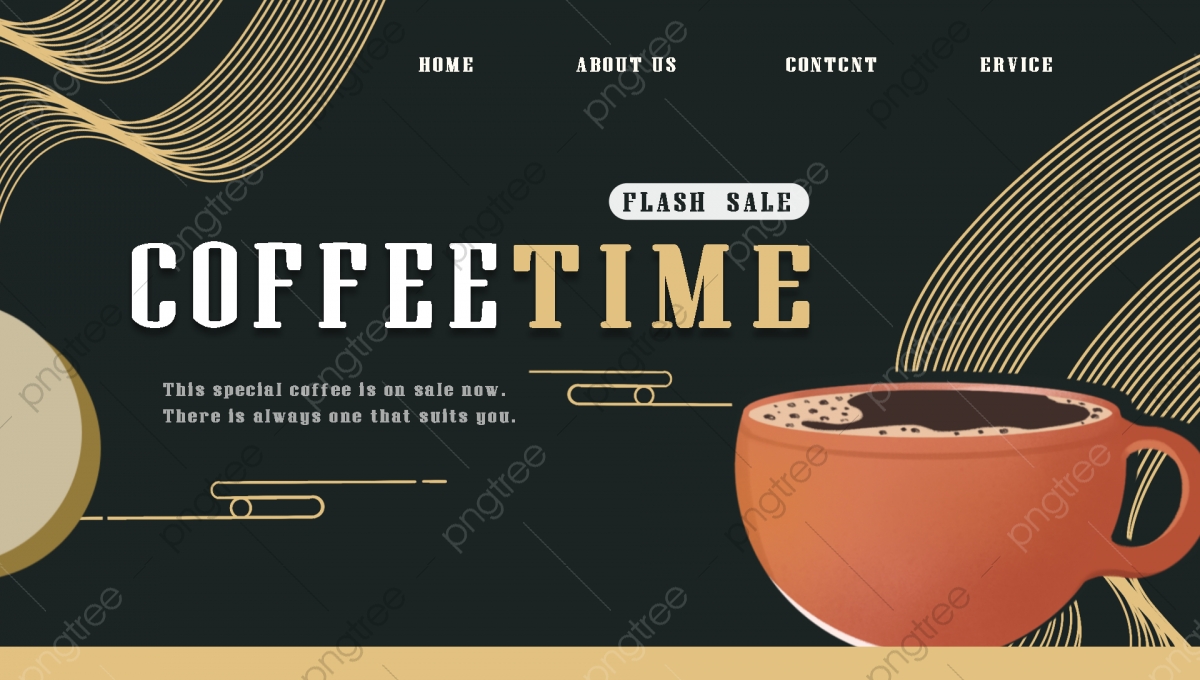 HOME ABOUT US CONTCNT ERVICE
FLASH SALE
COFFEETIME
This special coffee is on sale now.
There is always one that suits you.
pngtree